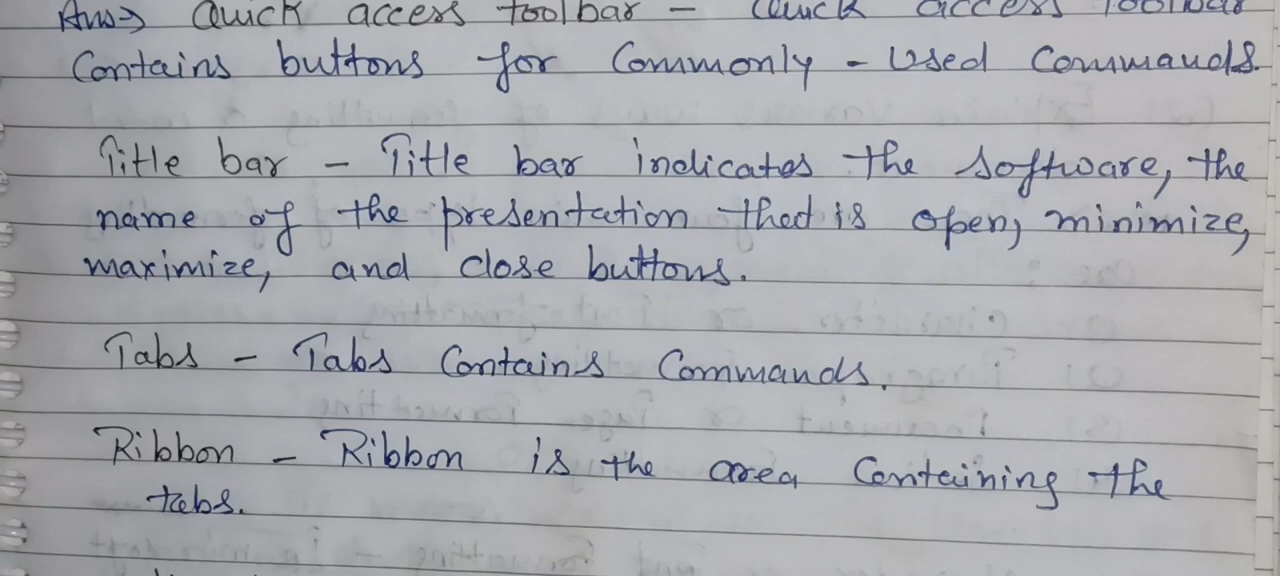 Ans→ Quick access toolbar - Quick access toolbar
Contains buttons for Commonly - Used Commands.
Title bar - Title bar indicates the software, the
name of the presentation that is open, minimize,
maximize, and close buttons.
Tabs - Tabs Contains Commands.
Ribbon - Ribbon is the area Containing the
tabs.